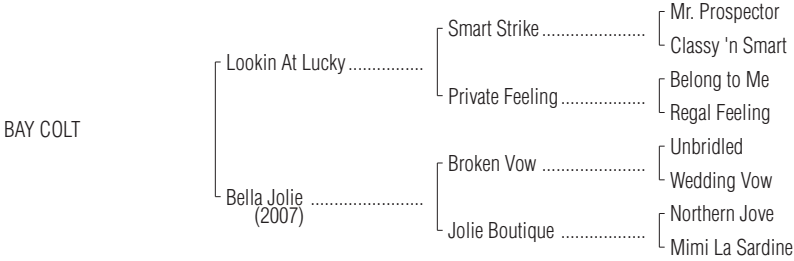 Mr. Prospector
Smart Strike......................
Classy 'n Smart
Lookin At Lucky................
Belong to Me
Private Feeling..................
Regal Feeling
BAY COLT
Unbridled
Broken Vow ......................
Wedding Vow
Bella Jolie ........................
(2007)
Northern Jove
Jolie Boutique ..................
Mimi La Sardine